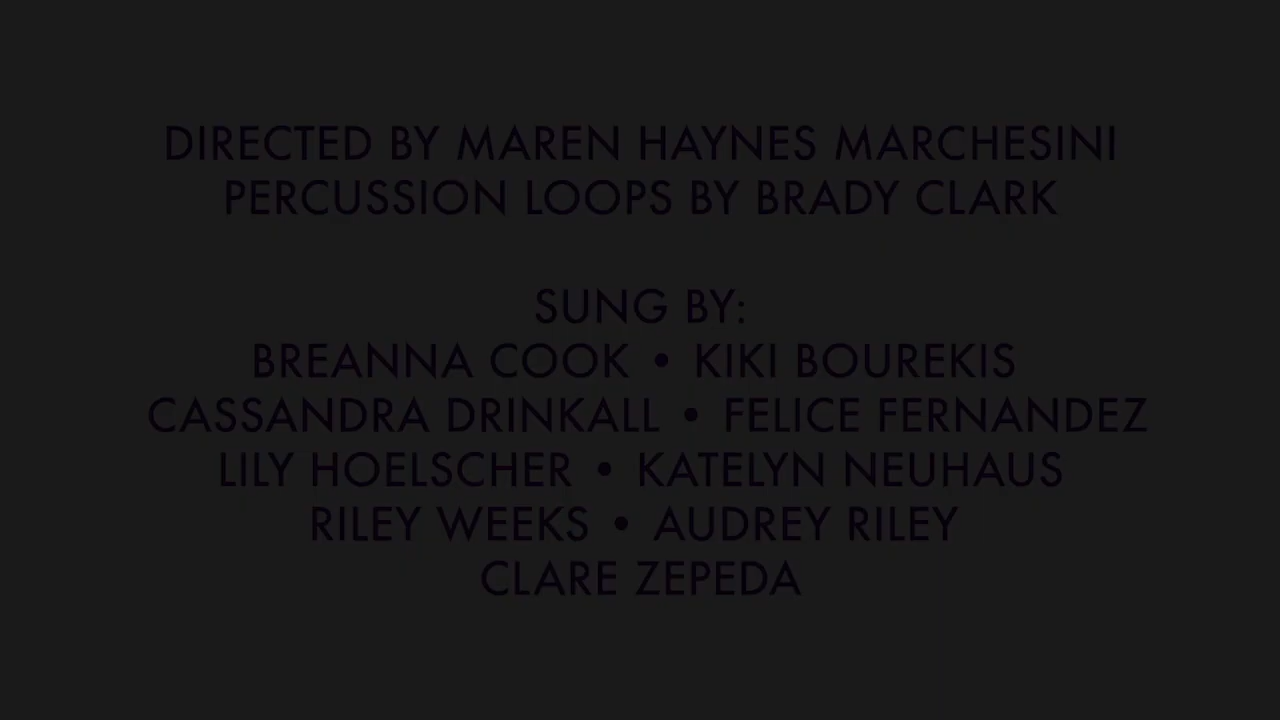 DIRECTED BY MAREN HAYNES MARCHESINI
PERCUSSION LOOPS BY BRADY CLARK
SUNG BY:
BREANNA COOK • KIKI BOUREKIS
CASSANDRA DRINKALL • FELICE FERNANDEZ
LILY HOELSCHER • KATELYN NEUHAUS
RILEY WEEKS • AUDREY RILEY
CLARE ZEPEDA